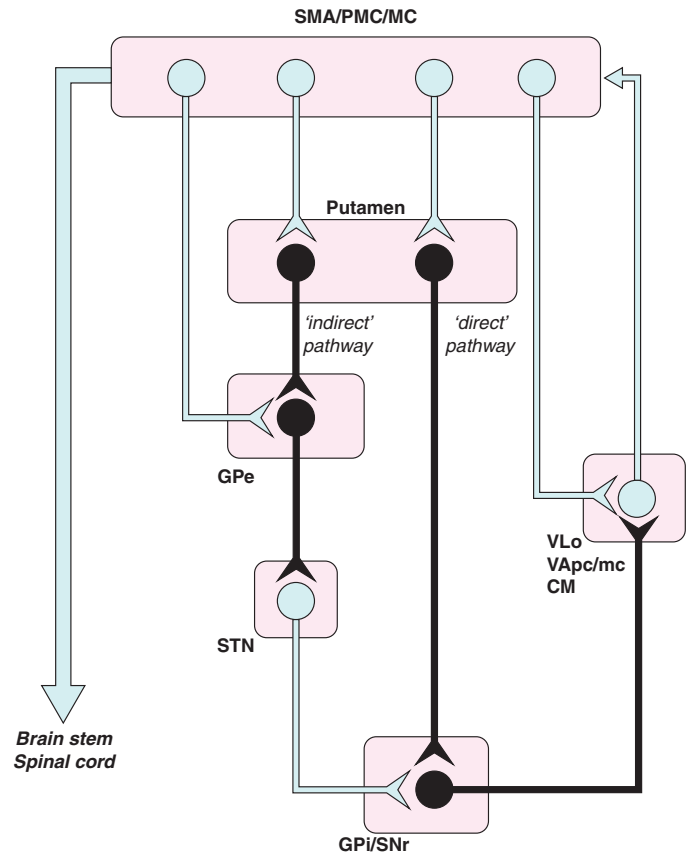 SMA/PMC/MC
Putamen
'indirect'
pathway
'direct'
pathway
GPe
VLo
VApc/mc
CM
STN
Brain stem
Spinal cord
GPi/SNr